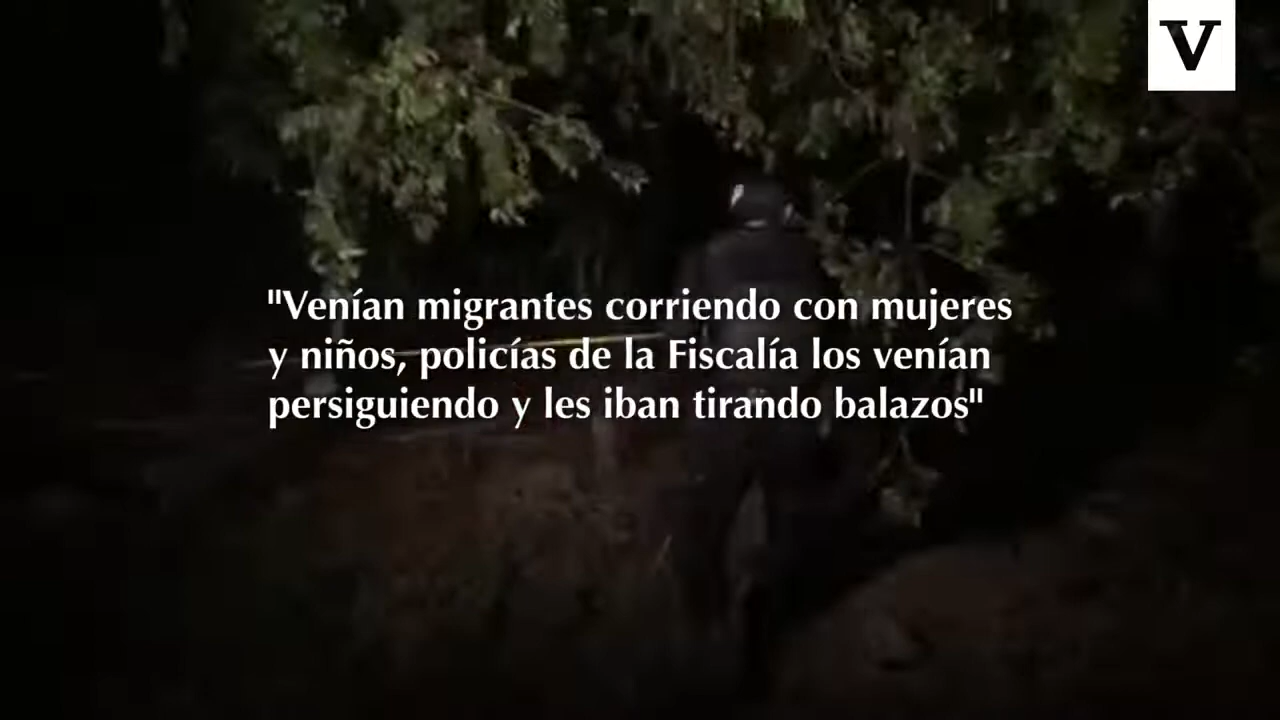 V
"Venían migrantes corriendo con mujeres
y niños, policías de la Fiscalía los venían
persiguiendo y les iban tirando balazos"